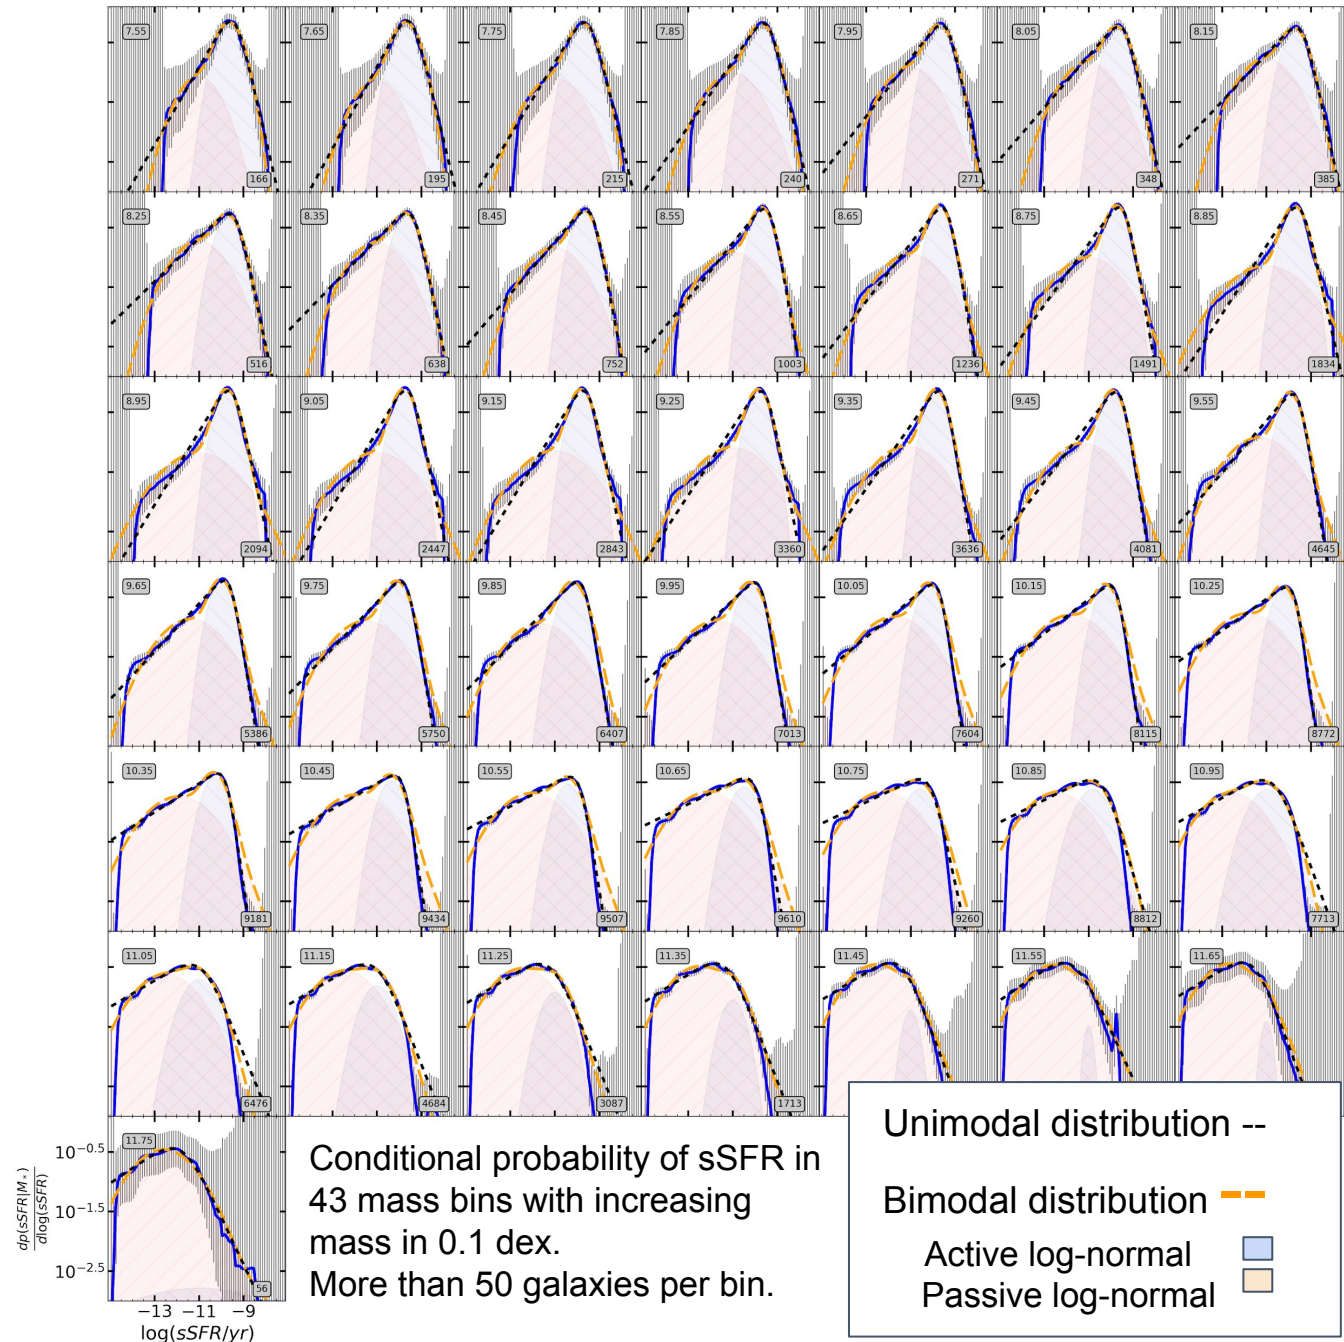 7.55 7.65 7.75 7.85 7.95 8.05 8.15
166 195 215 240 271 348 385
8.25 8.35 8.45 8.55 8.65 8.75 8.85
516 638 752 1003 1236 1491 1834
8.95 9.05 9.15 9.25 9.35 9.45 9.55
2094 2447 2843 3360 3636 4081 4645
9.65 9.75 9.85 9.95 10.05 10.15 10.25
5386 5750 6407 7013 7604 8115 8772
10.35 10.45 10.55 10.65 10.75 10.85 10.95
9181 9434 9507 9610 9260 8812 7713
11.05 11.15 11.25 11.35 11.45 11.55 11.65
6476 4684 3087 1713
11.75
56
10^−0.5
10^−1.5
10^−2.5
dp(sSFR|M*)
dlog(sSFR)
−13 −11 −9
log(sSFR/yr)
Conditional probability of sSFR in
43 mass bins with increasing
mass in 0.1 dex.
More than 50 galaxies per bin.
Unimodal distribution --
Bimodal distribution
Active log-normal
Passive log-normal